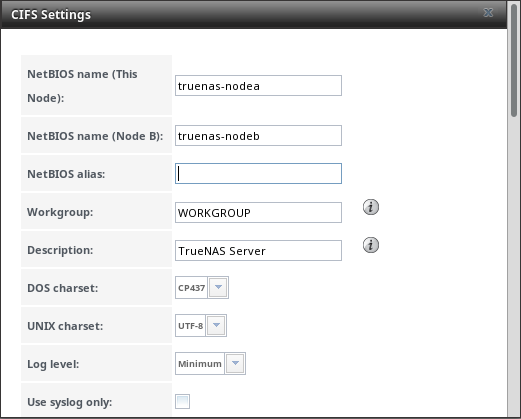 CIFS Settings
NetBIOS name (This
Node):
truenas-nodea
NetBIOS name (Node B):
truenas-nodeb
NetBIOS alias:
Workgroup:
WORKGROUP
Description:
TrueNAS Server
DOS charset:
CP437
UNIX charset:
UTF-8
Log level:
Minimum
Use syslog only: